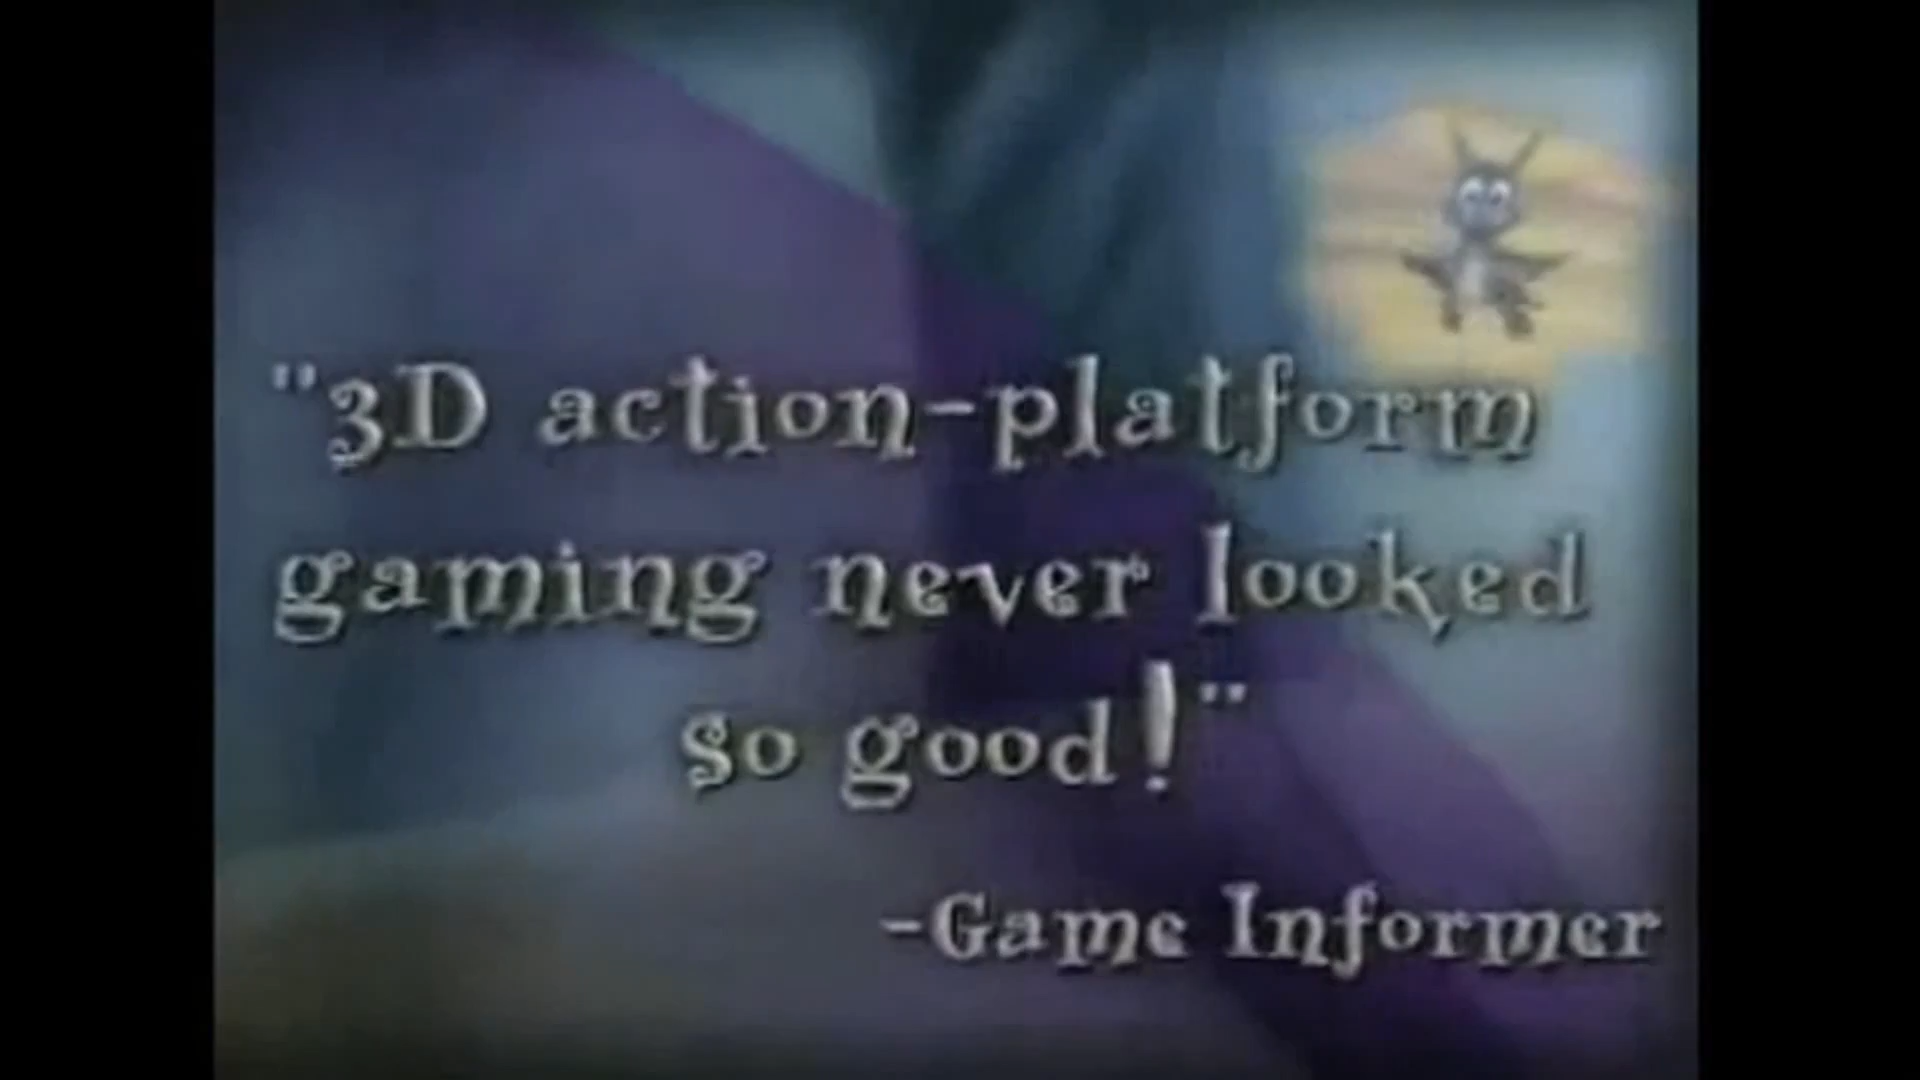 "3D action-platform
gaming never looked
so good!"
-Game Informer